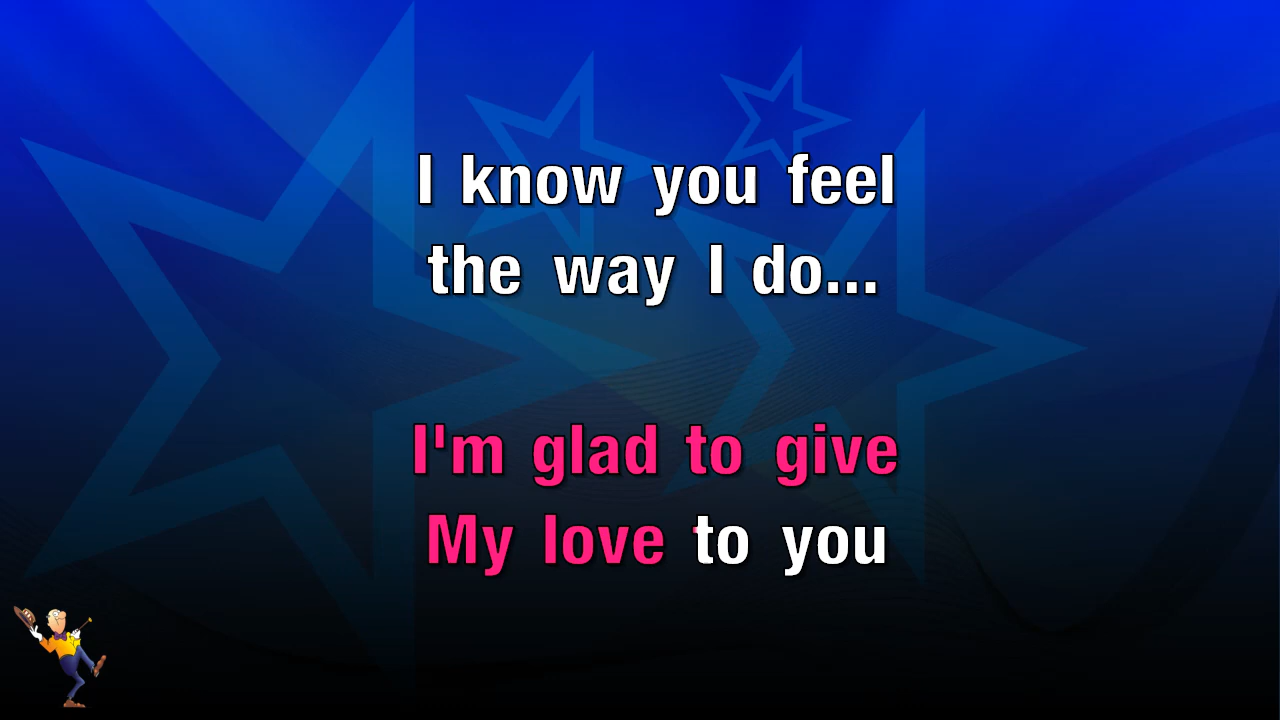 I know you feel
the way I do...
I'm glad to give
My love to you